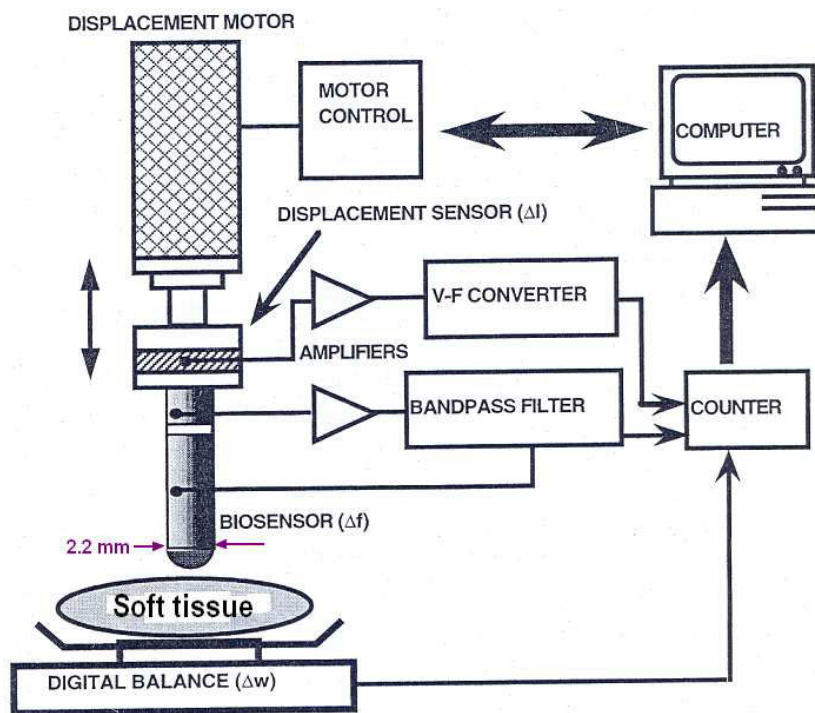 DISPLACEMENT MOTOR
MOTOR
CONTROL
COMPUTER
DISPLACEMENT SENSOR (Δl)
V-F CONVERTER
AMPLIFIERS
BANDPASS FILTER
COUNTER
BIOSENSOR (Δf)
2.2 mm
Soft tissue
DIGITAL BALANCE (Δw)